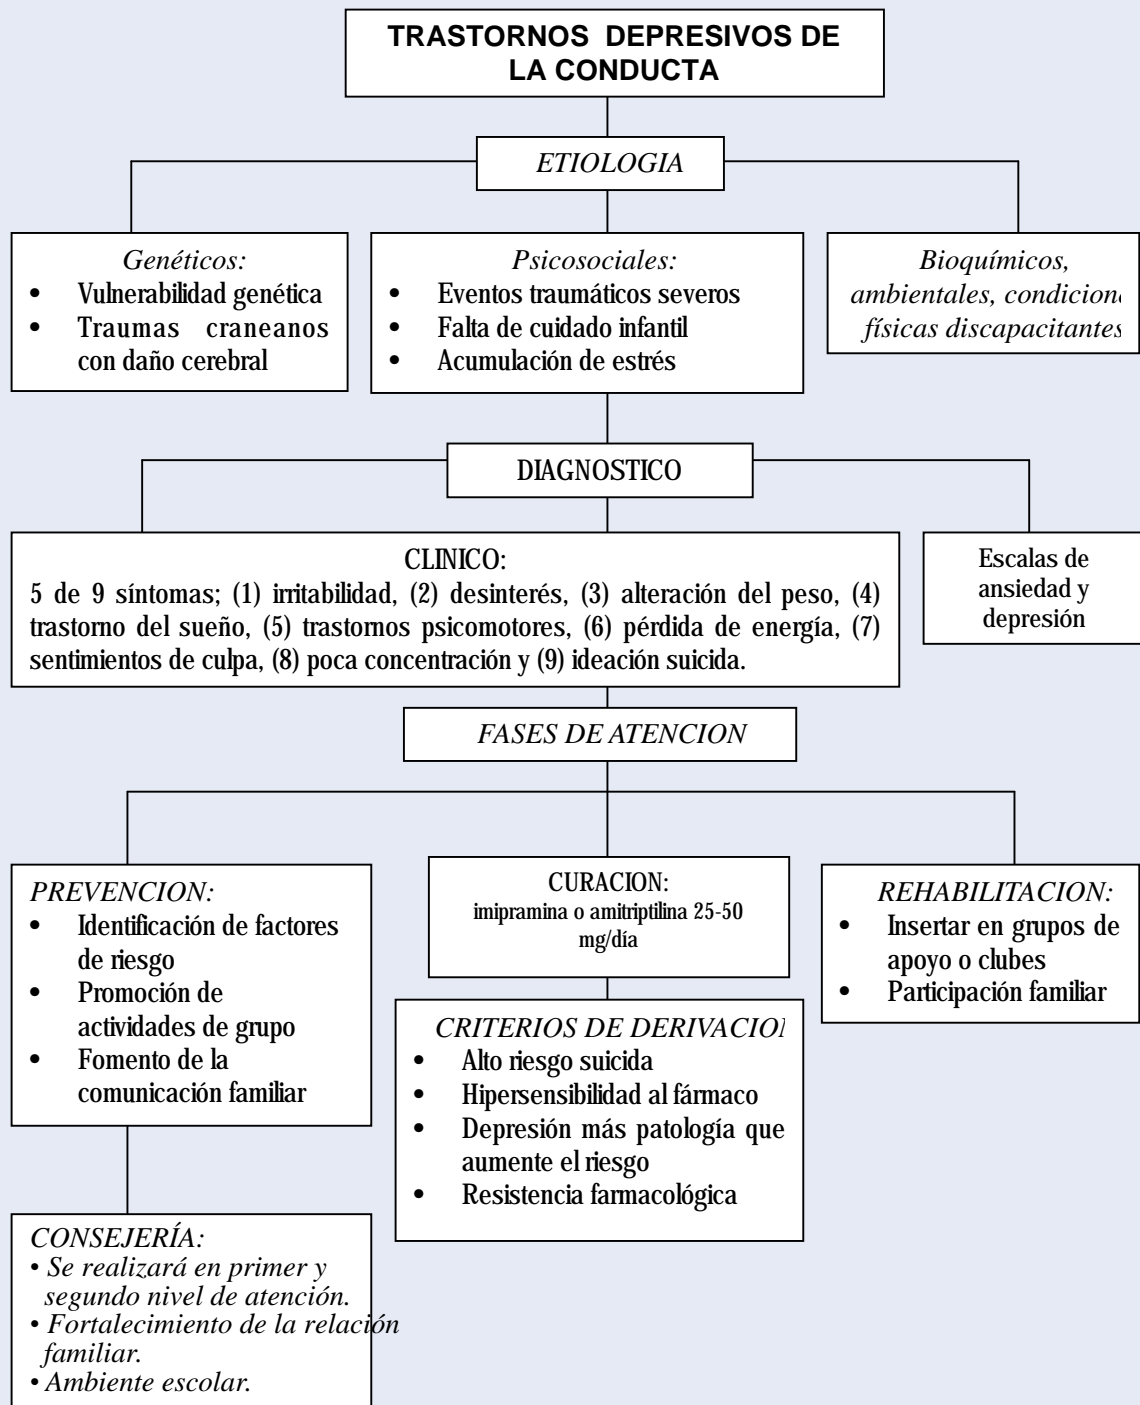 TRASTORNOS DEPRESIVOS DE
LA CONDUCTA
ETIOLOGIA
Genéticos:
• Vulnerabilidad genética
• Traumas craneanos
con daño cerebral
Psicosociales:
• Eventos traumáticos severos
• Falta de cuidado infantil
• Acumulación de estrés
Bioquímicos,
ambientales, condicion
físicas discapacitantes
DIAGNOSTICO
CLINICO:
5 de 9 síntomas; (1) irritabilidad, (2) desinterés, (3) alteración del peso, (4)
trastorno del sueño, (5) trastornos psicomotores, (6) pérdida de energía, (7)
sentimientos de culpa, (8) poca concentración y (9) ideación suicida.
Escalas de
ansiedad y
depresión
FASES DE ATENCION
PREVENCION:
• Identificación de factores
de riesgo
• Promoción de
actividades de grupo
• Fomento de la
comunicación familiar
CURACION:
imipramina o amitriptilina 25-50
mg/día
REHABILITACION:
• Insertar en grupos de
apoyo o clubes
• Participación familiar
CRITERIOS DE DERIVACIO
• Alto riesgo suicida
• Hipersensibilidad al fármaco
• Depresión más patología que
aumente el riesgo
• Resistencia farmacológica
CONSEJERÍA:
• Se realizará en primer y
segundo nivel de atención.
• Fortalecimiento de la relación
familiar.
• Ambiente escolar.